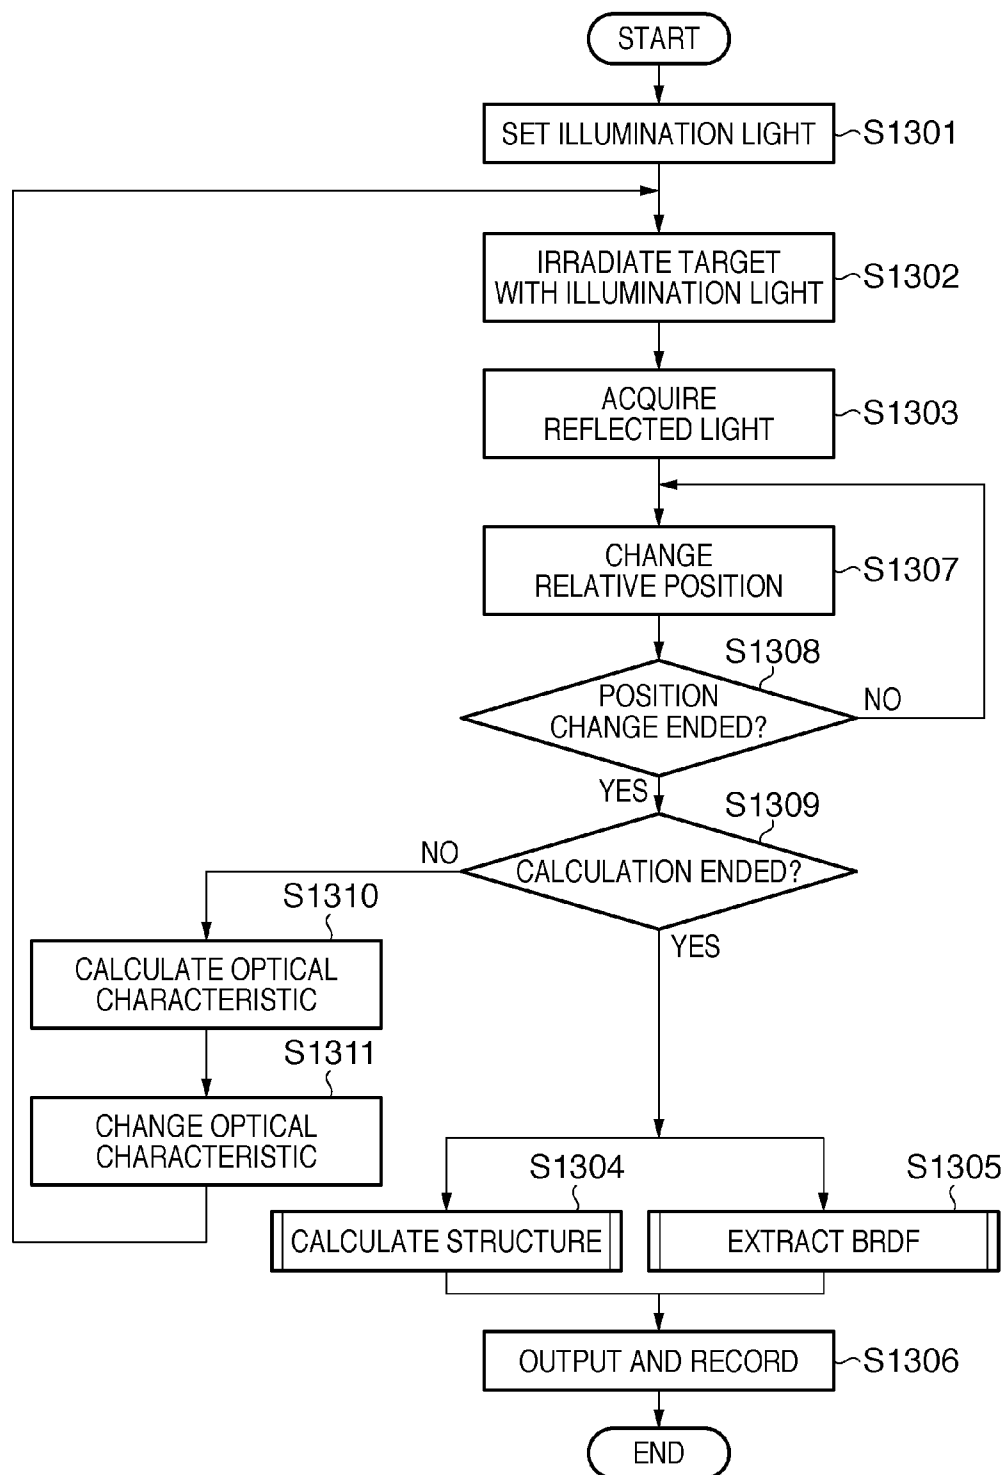 START
SET ILLUMINATION LIGHT
S1301
IRRADIATE TARGET
WITH ILLUMINATION LIGHT
S1302
ACQUIRE
REFLECTED LIGHT
S1303
CHANGE
RELATIVE POSITION
S1307
S1308
POSITION
CHANGE ENDED?
NO
YES
S1309
CALCULATION ENDED?
NO
YES
S1310
CALCULATE OPTICAL
CHARACTERISTIC
S1311
CHANGE OPTICAL
CHARACTERISTIC
S1304
CALCULATE STRUCTURE
S1305
EXTRACT BRDF
OUTPUT AND RECORD
S1306
END